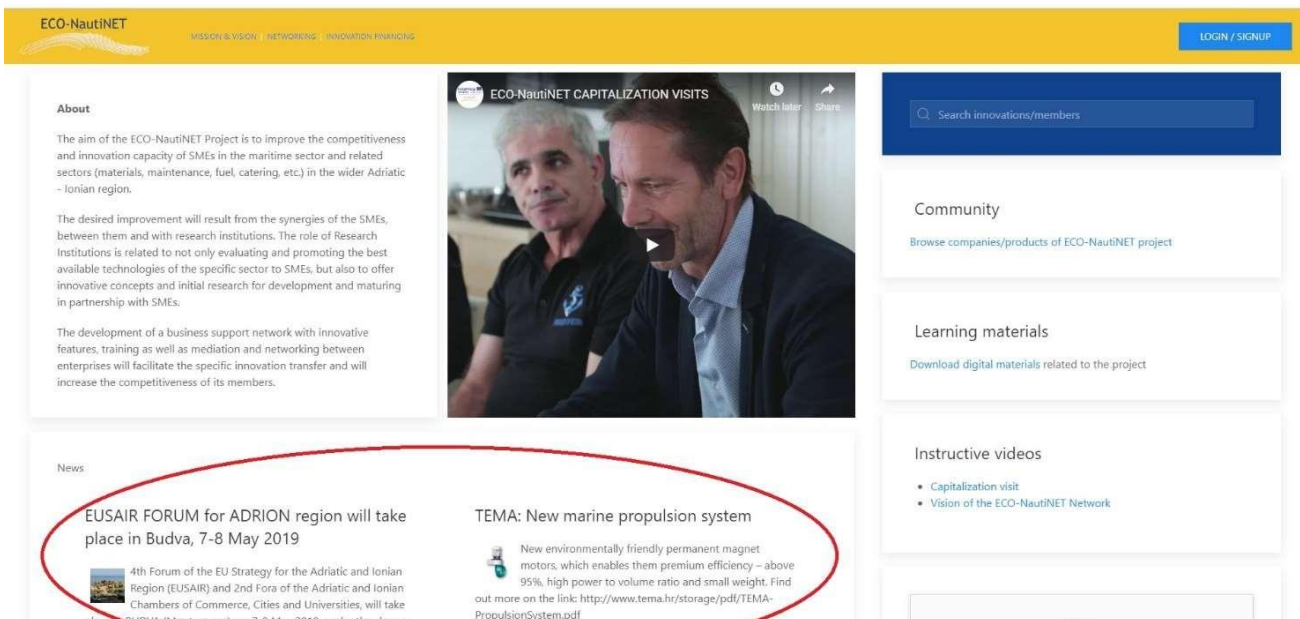 ECO-NautiNET
MISSION & VISION | NETWORKING | INNOVATION FINANCING
LOGIN / SIGNUP
About
The aim of the ECO-NautiNET Project is to improve the competitiveness
and innovation capacity of SMEs in the maritime sector and related
sectors (materials, maintenance, fuel, catering, etc.) in the wider Adriatic
- Ionian region.
The desired improvement will result from the synergies of the SMEs,
between them and with research institutions. The role of Research
Institutions is related to not only evaluating and promoting the best
available technologies of the specific sector to SMEs, but also to offer
innovative concepts and initial research for development and maturing
in partnership with SMEs.
The development of a business support network with innovative
features, training as well as mediation and networking between
enterprises will facilitate the specific innovation transfer and will
increase the competitiveness of its members.
ECO-NautiNET CAPITALIZATION VISITS
Watch later
Share
Search innovations/members
Community
Browse companies/products of ECO-NautiNET project
Learning materials
Download digital materials related to the project
Instructive videos
• Capitalization visit
• Vision of the ECO-NautiNET Network
News
EUSAIR FORUM for ADRION region will take
place in Budva, 7-8 May 2019
4th Forum of the EU Strategy for the Adriatic and Ionian
Region (EUSAIR) and 2nd Fora of the Adriatic and Ionian
Chambers of Commerce, Cities and Universities, will take
TEMA: New marine propulsion system
New environmentally friendly permanent magnet
motors, which enables them premium efficiency – above
95%, high power to volume ratio and small weight. Find
out more on the link: http://www.tema.hr/storage/pdf/TEMA-
PropulsionSystem.pdf